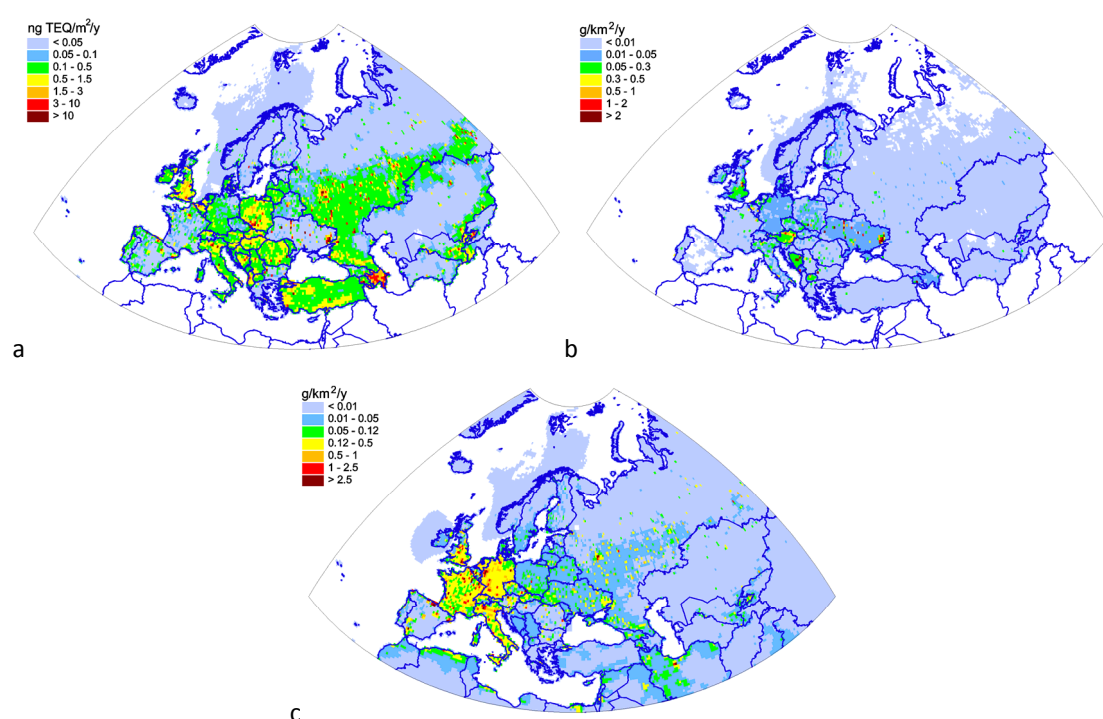 ng TEQ/m²/y
< 0.05
0.05 - 0.1
0.1 - 0.5
0.5 - 1.5
1.5 - 3
3 - 10
> 10
a
g/km²/y
< 0.01
0.01 - 0.05
0.05 - 0.3
0.3 - 0.5
0.5 - 1
1 - 2
> 2
b
g/km²/y
< 0.01
0.01 - 0.05
0.05 - 0.12
0.12 - 0.5
0.5 - 1
1 - 2.5
> 2.5
c